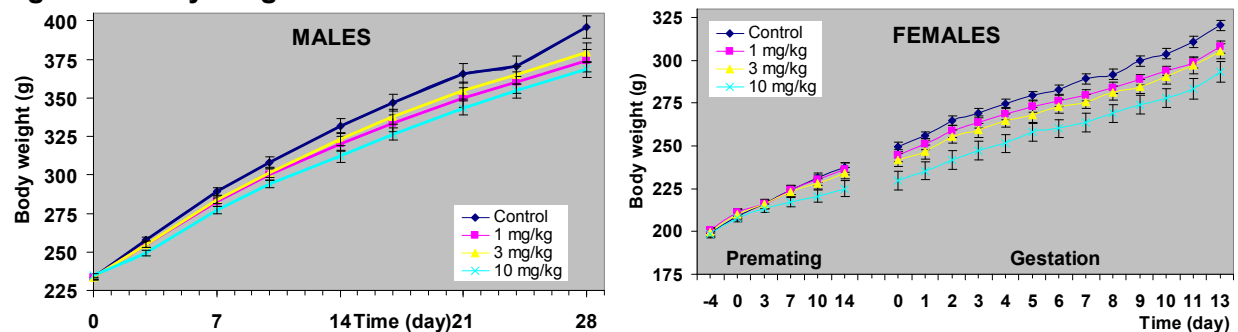 400
375
350
325
300
275
250
225
Body weight (g)
MALES
Control
1 mg/kg
3 mg/kg
10 mg/kg
0 7 14 Time (day) 21 28
325
300
275
250
225
200
175
Body weight (g)
FEMALES
Control
1 mg/kg
3 mg/kg
10 mg/kg
Premating Gestation
-4 0 3 7 10 14 0 1 2 3 4 5 6 7 8 9 10 11 13
Time (day)